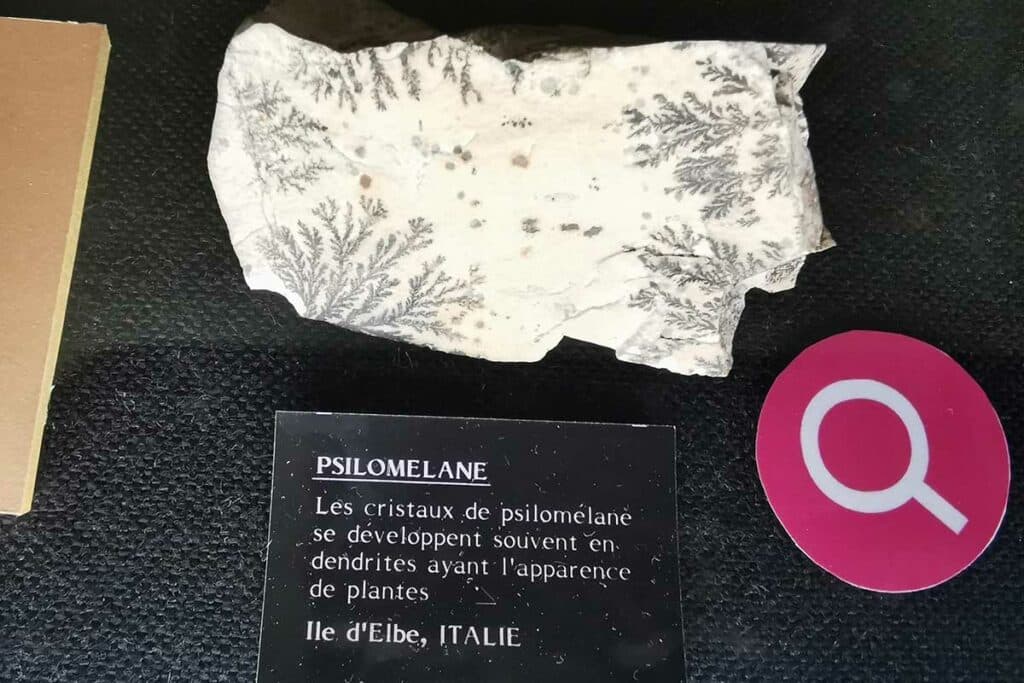 PSILOMELANE
Les cristaux de psilomélane
se développent souvent en
dendrites ayant l'apparence
de plantes
Ile d'Elbe, ITALIE